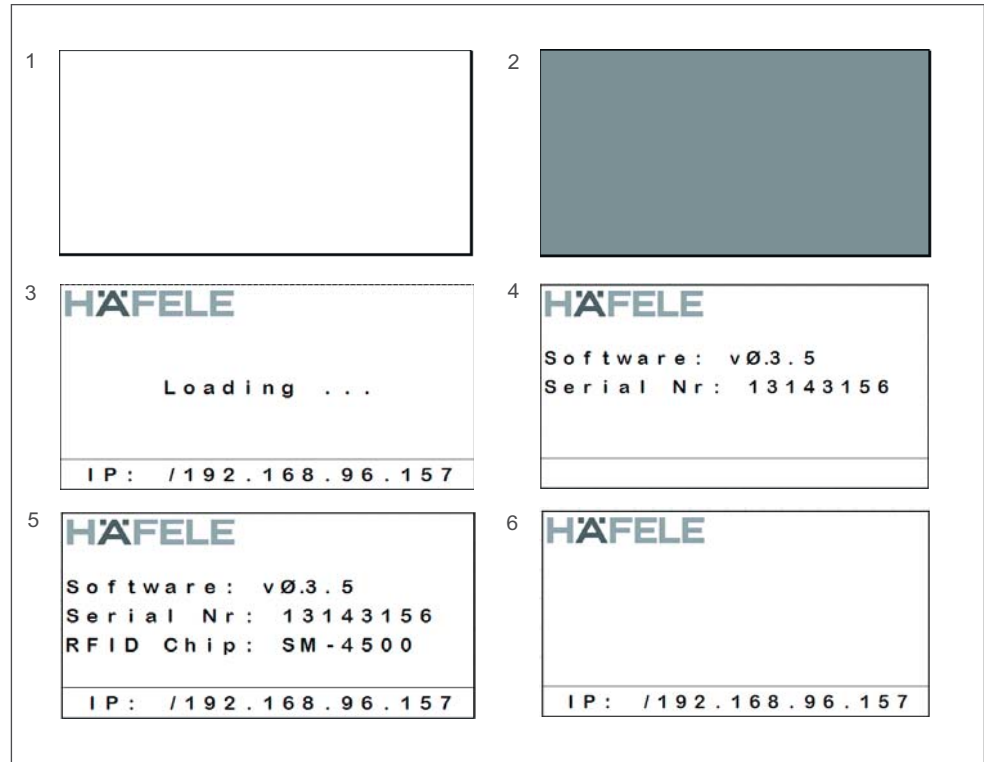 1
2
3
HÄFELE
Loading ...
IP: /192.168.96.157
4
HÄFELE
Software: vØ.3.5
Serial Nr: 13143156
5
HÄFELE
Software: vØ.3.5
Serial Nr: 13143156
RFID Chip: SM-4500
IP: /192.168.96.157
6
HÄFELE
IP: /192.168.96.157